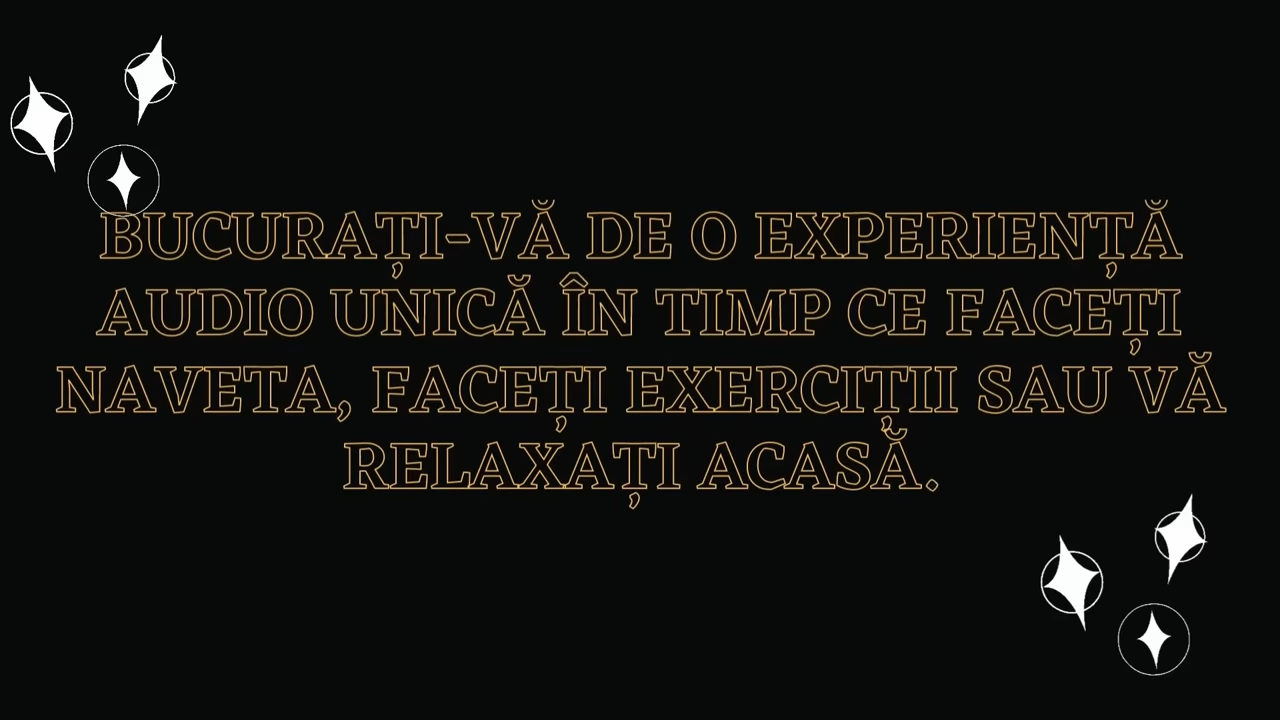 BUCURAȚI-VĂ DE O EXPERIENȚĂ
AUDIO UNICĂ ÎN TIMP CE FACEȚI
NAVETA, FACEȚI EXERCIȚII SAU VĂ
RELAXAȚI ACASĂ.